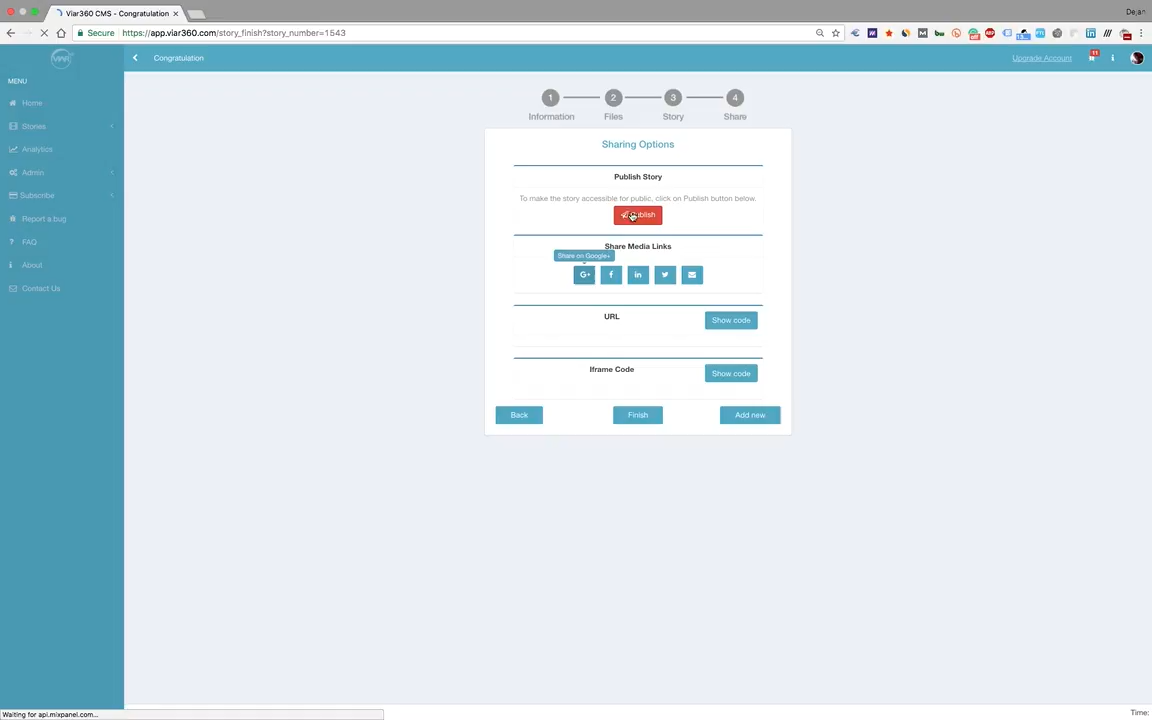 Viar360 CMS - Congratulation
Dejan
Secure https://app.viar360.com/story_finish?story_number=1543
VIAR
Congratulation
Upgrade Account
11
MENU
Home
Stories
Analytics
Admin
Subscribe
Report a bug
FAQ
About
Contact Us
1 2 3 4
Information Files Story Share
Sharing Options
Publish Story
To make the story accessible for public, click on Publish button below.
Publish
Share Media Links
Share on Google+
URL
Show code
Iframe Code
Show code
Back Finish Add new
Waiting for api.mixpanel.com...
Time: